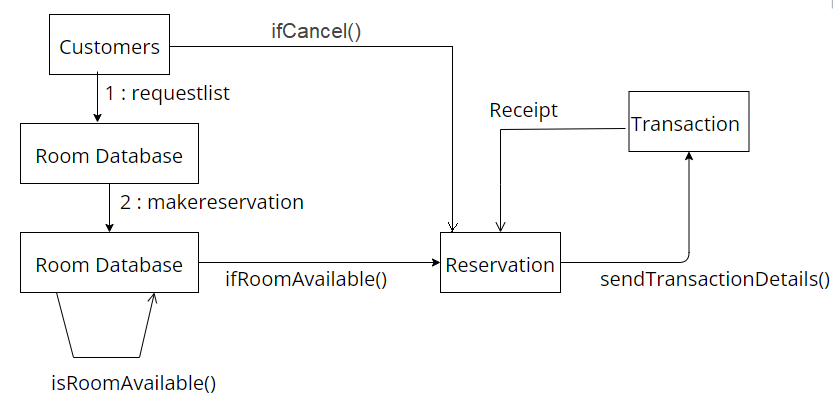 ifCancel()
Customers
1 : requestlist
Receipt
Transaction
Room Database
2 : makereservation
Room Database
Reservation
ifRoomAvailable()
sendTransactionDetails()
isRoomAvailable()